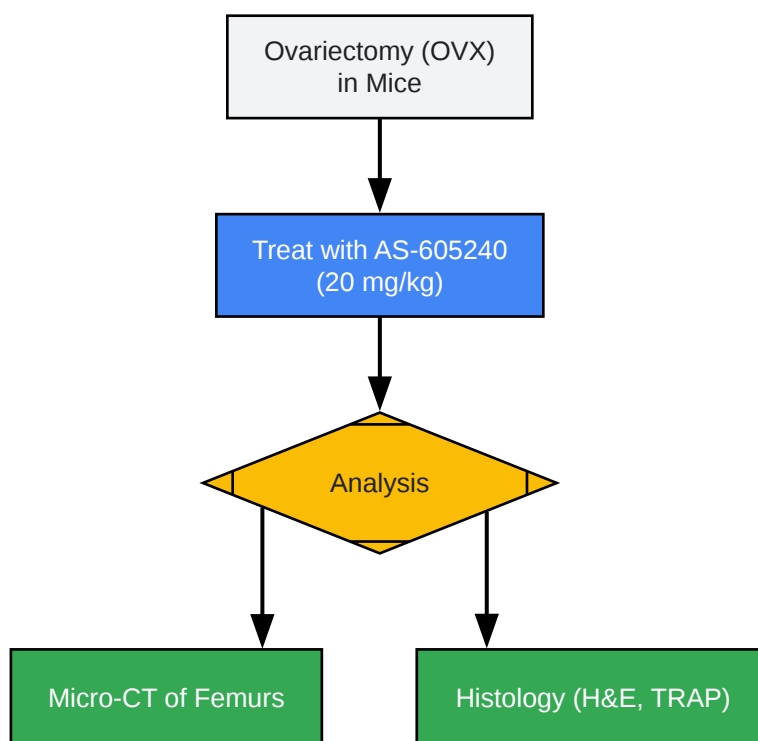 Ovariectomy (OVX)
in Mice
Treat with AS-605240
(20 mg/kg)
Analysis
Micro-CT of Femurs
Histology (H&E, TRAP)